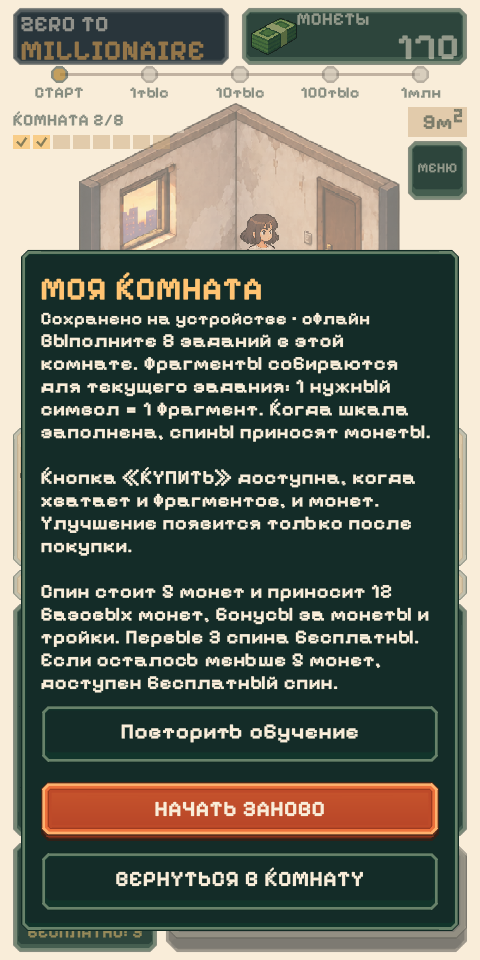 ZERO TO
MILLIONAIRE
МОНЕТЫ
170
СТАРТ
1тыс
10тыс
100тыс
1млн
КОМНАТА 2/8
9м²
МЕНЮ
МОЯ КОМНАТА
Сохранено на устройстве · офлайн
Выполните 8 заданий в этой
комнате. Фрагменты собираются
для текущего задания: 1 нужный
символ = 1 фрагмент. Когда шкала
заполнена, спины приносят монеты.
Кнопка «КУПИТЬ» доступна, когда
хватает и фрагментов, и монет.
Улучшение появится только после
покупки.
Спин стоит 5 монет и приносит 12
базовых монет, бонусы за монеты и
тройки. Первые 3 спина бесплатны.
Если осталось меньше 5 монет,
доступен бесплатный спин.
Повторить обучение
НАЧАТЬ ЗАНОВО
ВЕРНУТЬСЯ В КОМНАТУ